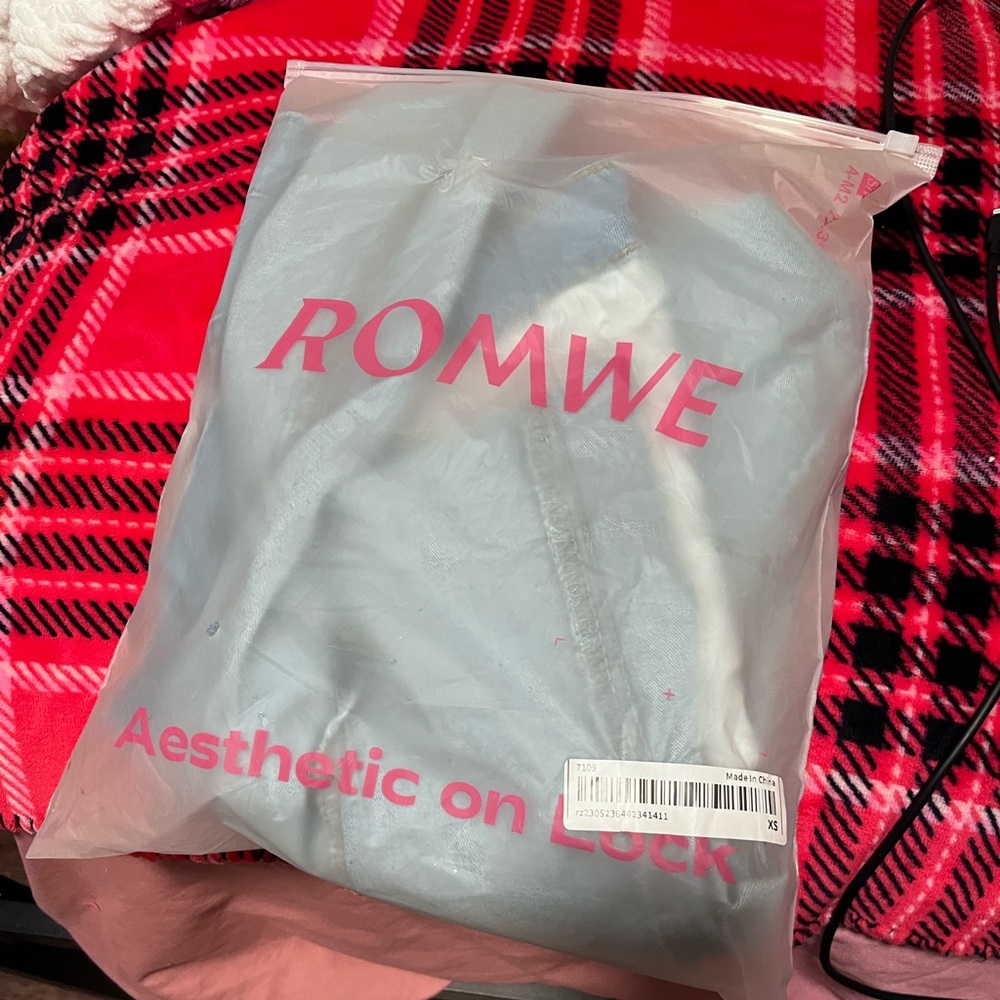 ROMWE
Aesthetic on Lock
7109
Made In China
rz2305236442341411
XS